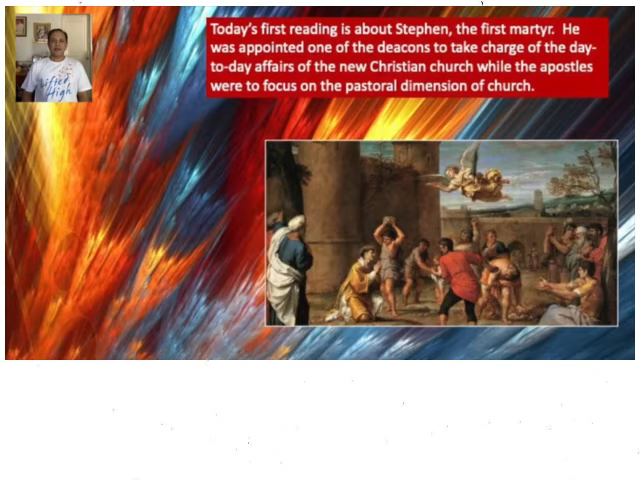 Today's first reading is about Stephen, the first martyr.  He
was appointed one of the deacons to take charge of the day-
to-day affairs of the new Christian church while the apostles
were to focus on the pastoral dimension of church.
Lifted
High